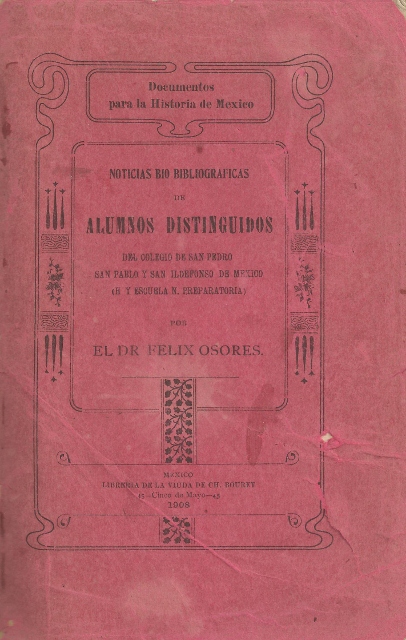 Documentos
para la Historia de Mexico
NOTICIAS BIO BIBLIOGRAFICAS
DE
ALUMNOS DISTINGUIDOS
DEL COLEGIO DE SAN PEDRO
SAN PABLO Y SAN ILDEFONSO DE MEXICO
(H Y ESCUELA N. PREPARATORIA)
POR
EL DR FELIX OSORES.
MEXICO
LIBRERIA DE LA VIUDA DE CH. BOURET
Cinco de Mayo
1908